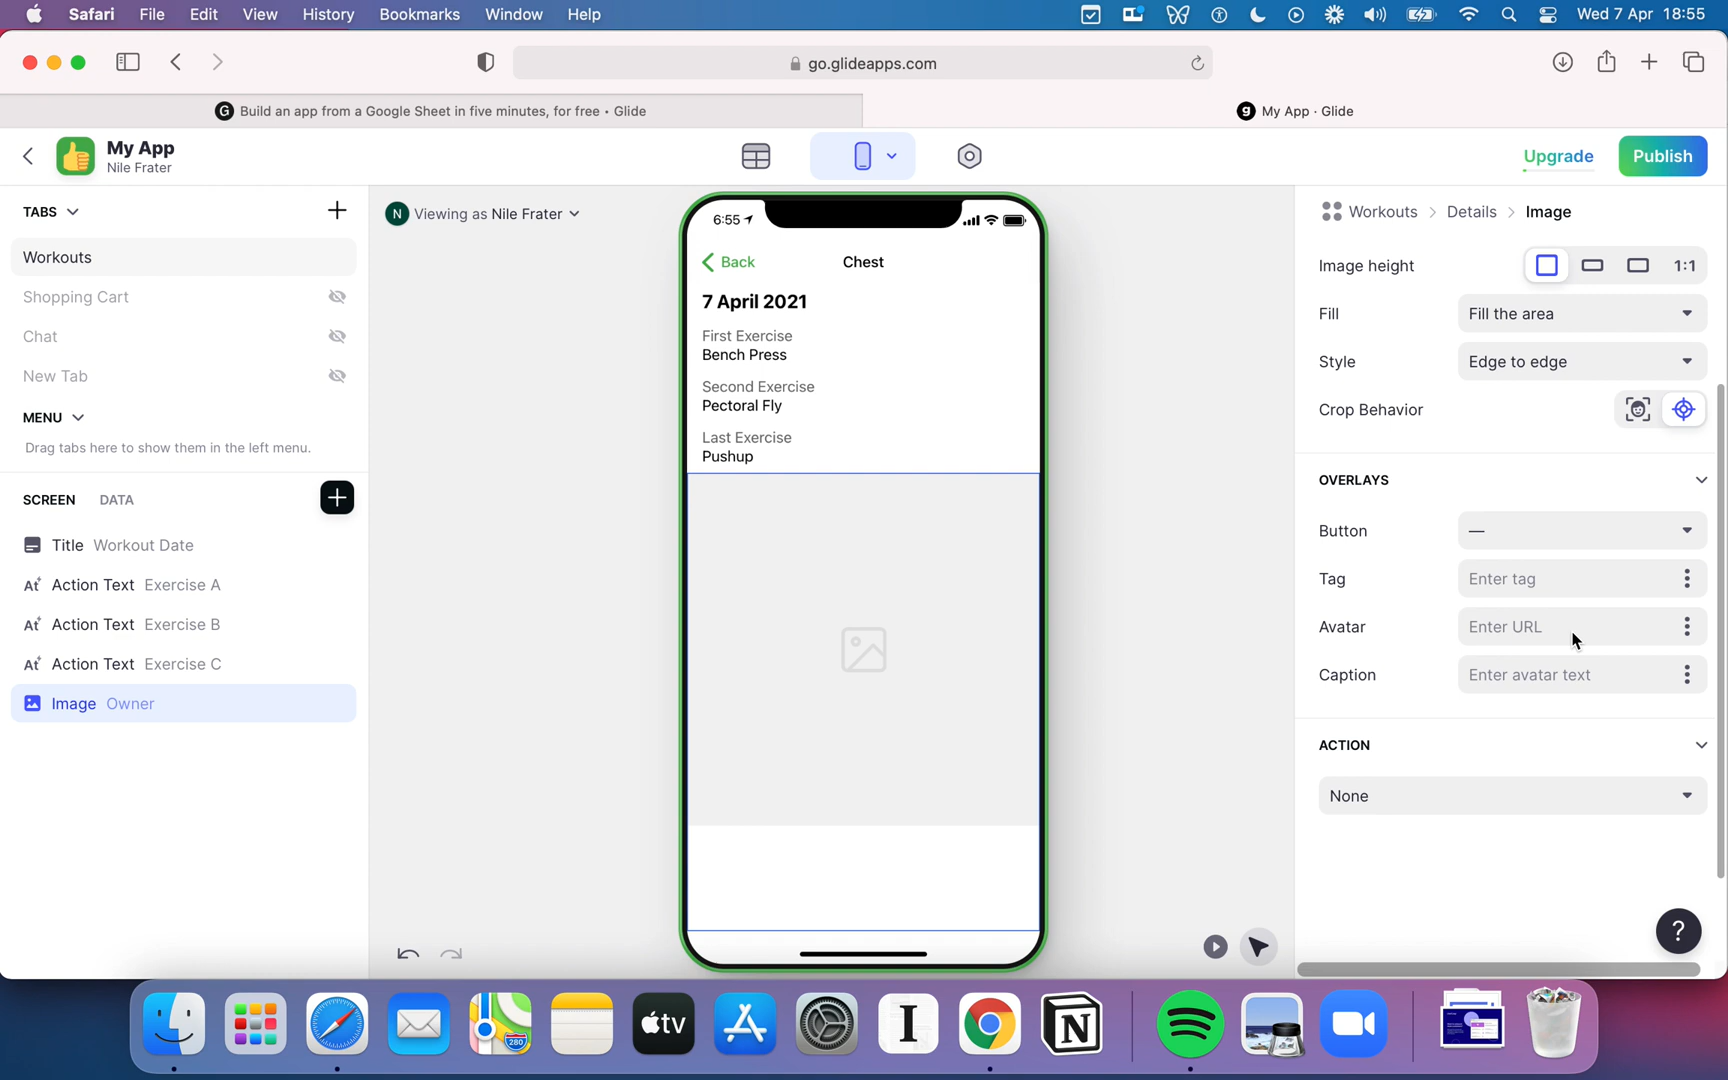 Safari File Edit View History Bookmarks Window Help Wed 7 Apr 18:55
go.glideapps.com
G Build an app from a Google Sheet in five minutes, for free • Glide
g My App · Glide
My App
Nile Frater
Upgrade
Publish
TABS
Workouts
Shopping Cart
Chat
New Tab
MENU
Drag tabs here to show them in the left menu.
SCREEN DATA
Title Workout Date
At Action Text Exercise A
At Action Text Exercise B
At Action Text Exercise C
Image Owner
N Viewing as Nile Frater
6:55
Back Chest
7 April 2021
First Exercise
Bench Press
Second Exercise
Pectoral Fly
Last Exercise
Pushup
Workouts > Details > Image
Image height 1:1
Fill Fill the area
Style Edge to edge
Crop Behavior
OVERLAYS
Button —
Tag Enter tag
Avatar Enter URL
Caption Enter avatar text
ACTION
None
?
280
tv
I
N